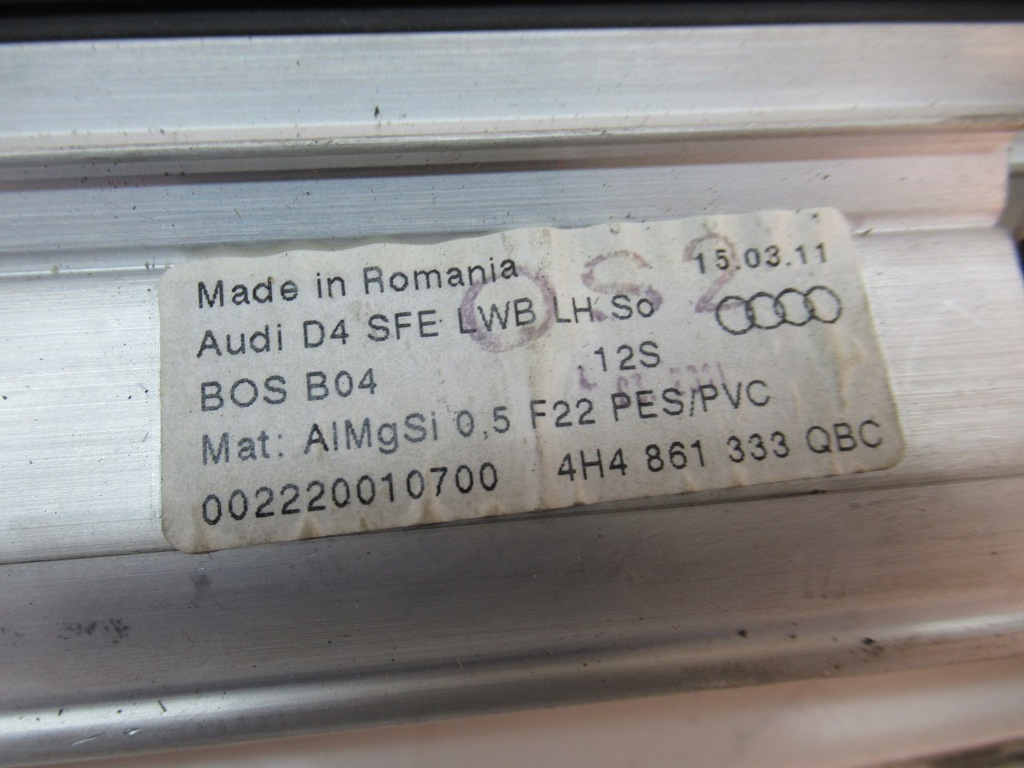 Made in Romania 15.03.11
Audi D4 SFE LWB LH So
BOS B04 12S
Mat: AlMgSi 0,5 F22 PES/PVC
002220010700 4H4 861 333 QBC